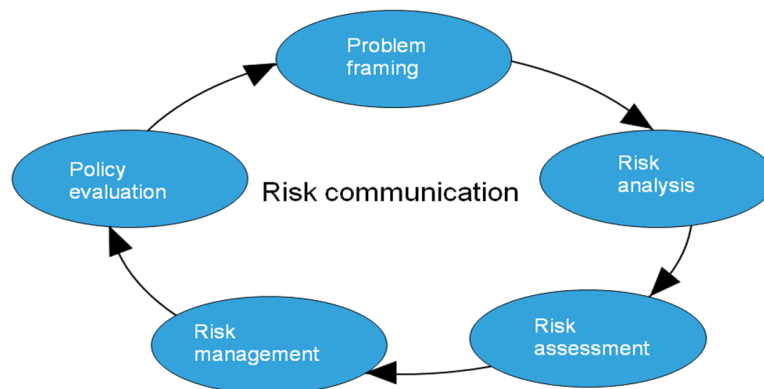 Problem
framing
Risk
analysis
Risk
assessment
Risk
management
Policy
evaluation
Risk communication